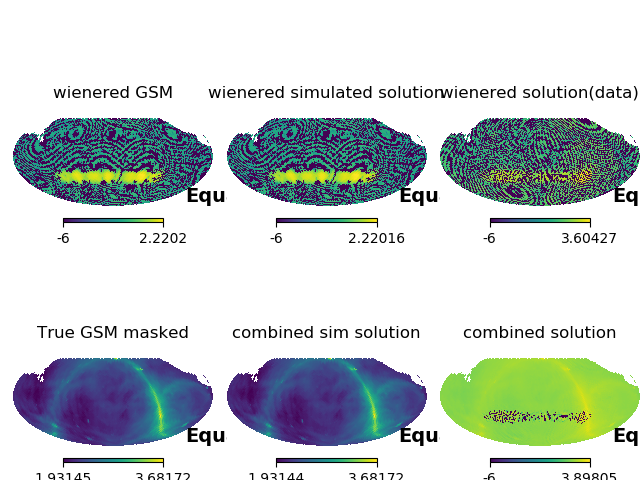 wienered GSM
wienered simulated solution
wienered solution(data)
Equ
Equ
Eq
-6
2.2202
-6
2.22016
-6
3.60427
True GSM masked
combined sim solution
combined solution
Equ
Equ
Eq
1.93145
3.68172
1.93144
3.68172
-6
3.89805